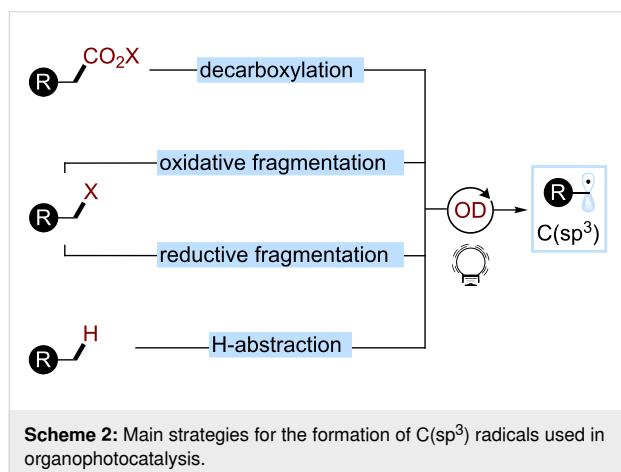 CO₂X
R
decarboxylation
oxidative fragmentation
X
R
reductive fragmentation
H
R
H-abstraction
OD
R
C(sp³)
Scheme 2: Main strategies for the formation of C(sp³) radicals used in
organophotocatalysis.